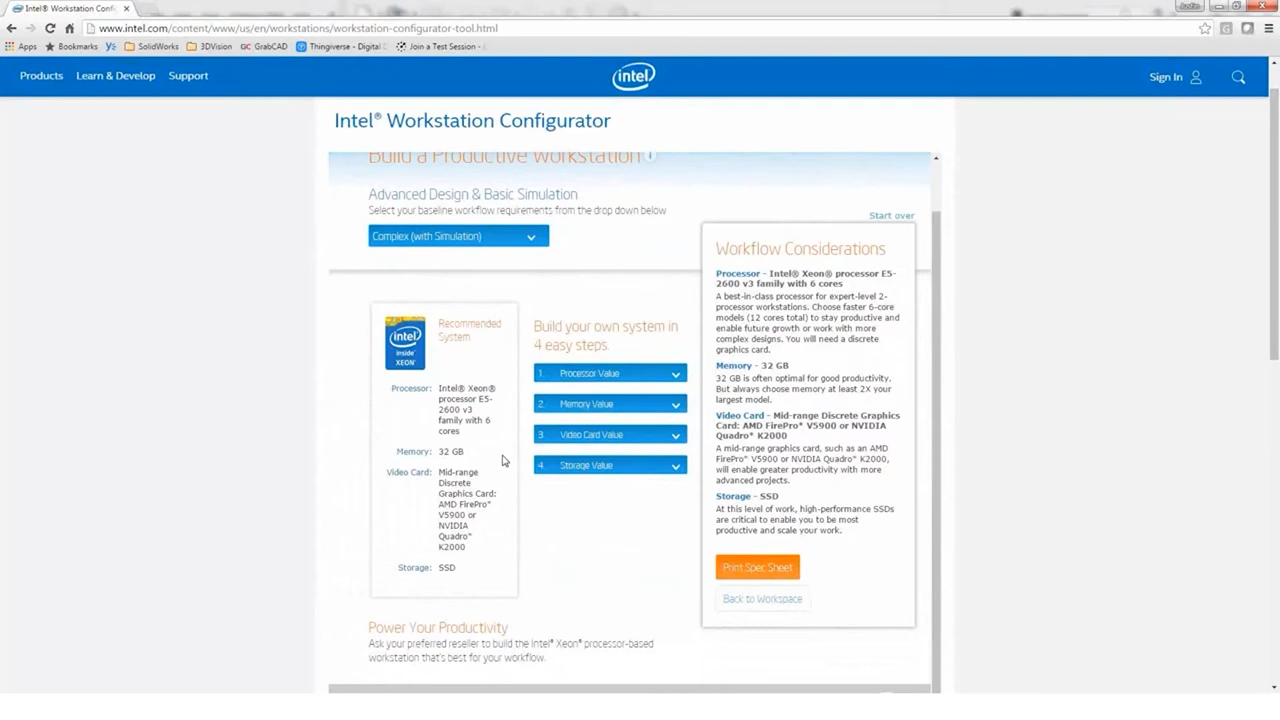 Intel® Workstation Config
Justin
www.intel.com/content/www/us/en/workstations/workstation-configurator-tool.html
Apps
Bookmarks
SolidWorks
3DVision
GrabCAD
Thingiverse - Digital
Join a Test Session -
Products
Learn & Develop
Support
intel
Sign In
Intel® Workstation Configurator
Build a Productive Workstation
Advanced Design & Basic Simulation
Select your baseline workflow requirements from the drop down below
Start over
Complex (with Simulation)
intel
inside™
XEON®
Recommended
System
Processor:
Intel® Xeon®
processor E5-
2600 v3
family with 6
cores
Memory:
32 GB
Video Card:
Mid-range
Discrete
Graphics Card:
AMD FirePro*
V5900 or
NVIDIA
Quadro*
K2000
Storage:
SSD
Build your own system in
4 easy steps.
1. Processor Value
2. Memory Value
3. Video Card Value
4. Storage Value
Workflow Considerations
Processor - Intel® Xeon® processor E5-
2600 v3 family with 6 cores
A best-in-class processor for expert-level 2-
processor workstations. Choose faster 6-core
models (12 cores total) to stay productive and
enable future growth or work with more
complex designs. You will need a discrete
graphics card.
Memory - 32 GB
32 GB is often optimal for good productivity.
But always choose memory at least 2X your
largest model.
Video Card - Mid-range Discrete Graphics
Card: AMD FirePro* V5900 or NVIDIA
Quadro* K2000
A mid-range graphics card, such as an AMD
FirePro* V5900 or NVIDIA Quadro* K2000,
will enable greater productivity with more
advanced projects.
Storage - SSD
At this level of work, high-performance SSDs
are critical to enable you to be most
productive and scale your work.
Print Spec Sheet
Back to Workspace
Power Your Productivity
Ask your preferred reseller to build the Intel® Xeon® processor-based
workstation that's best for your workflow.